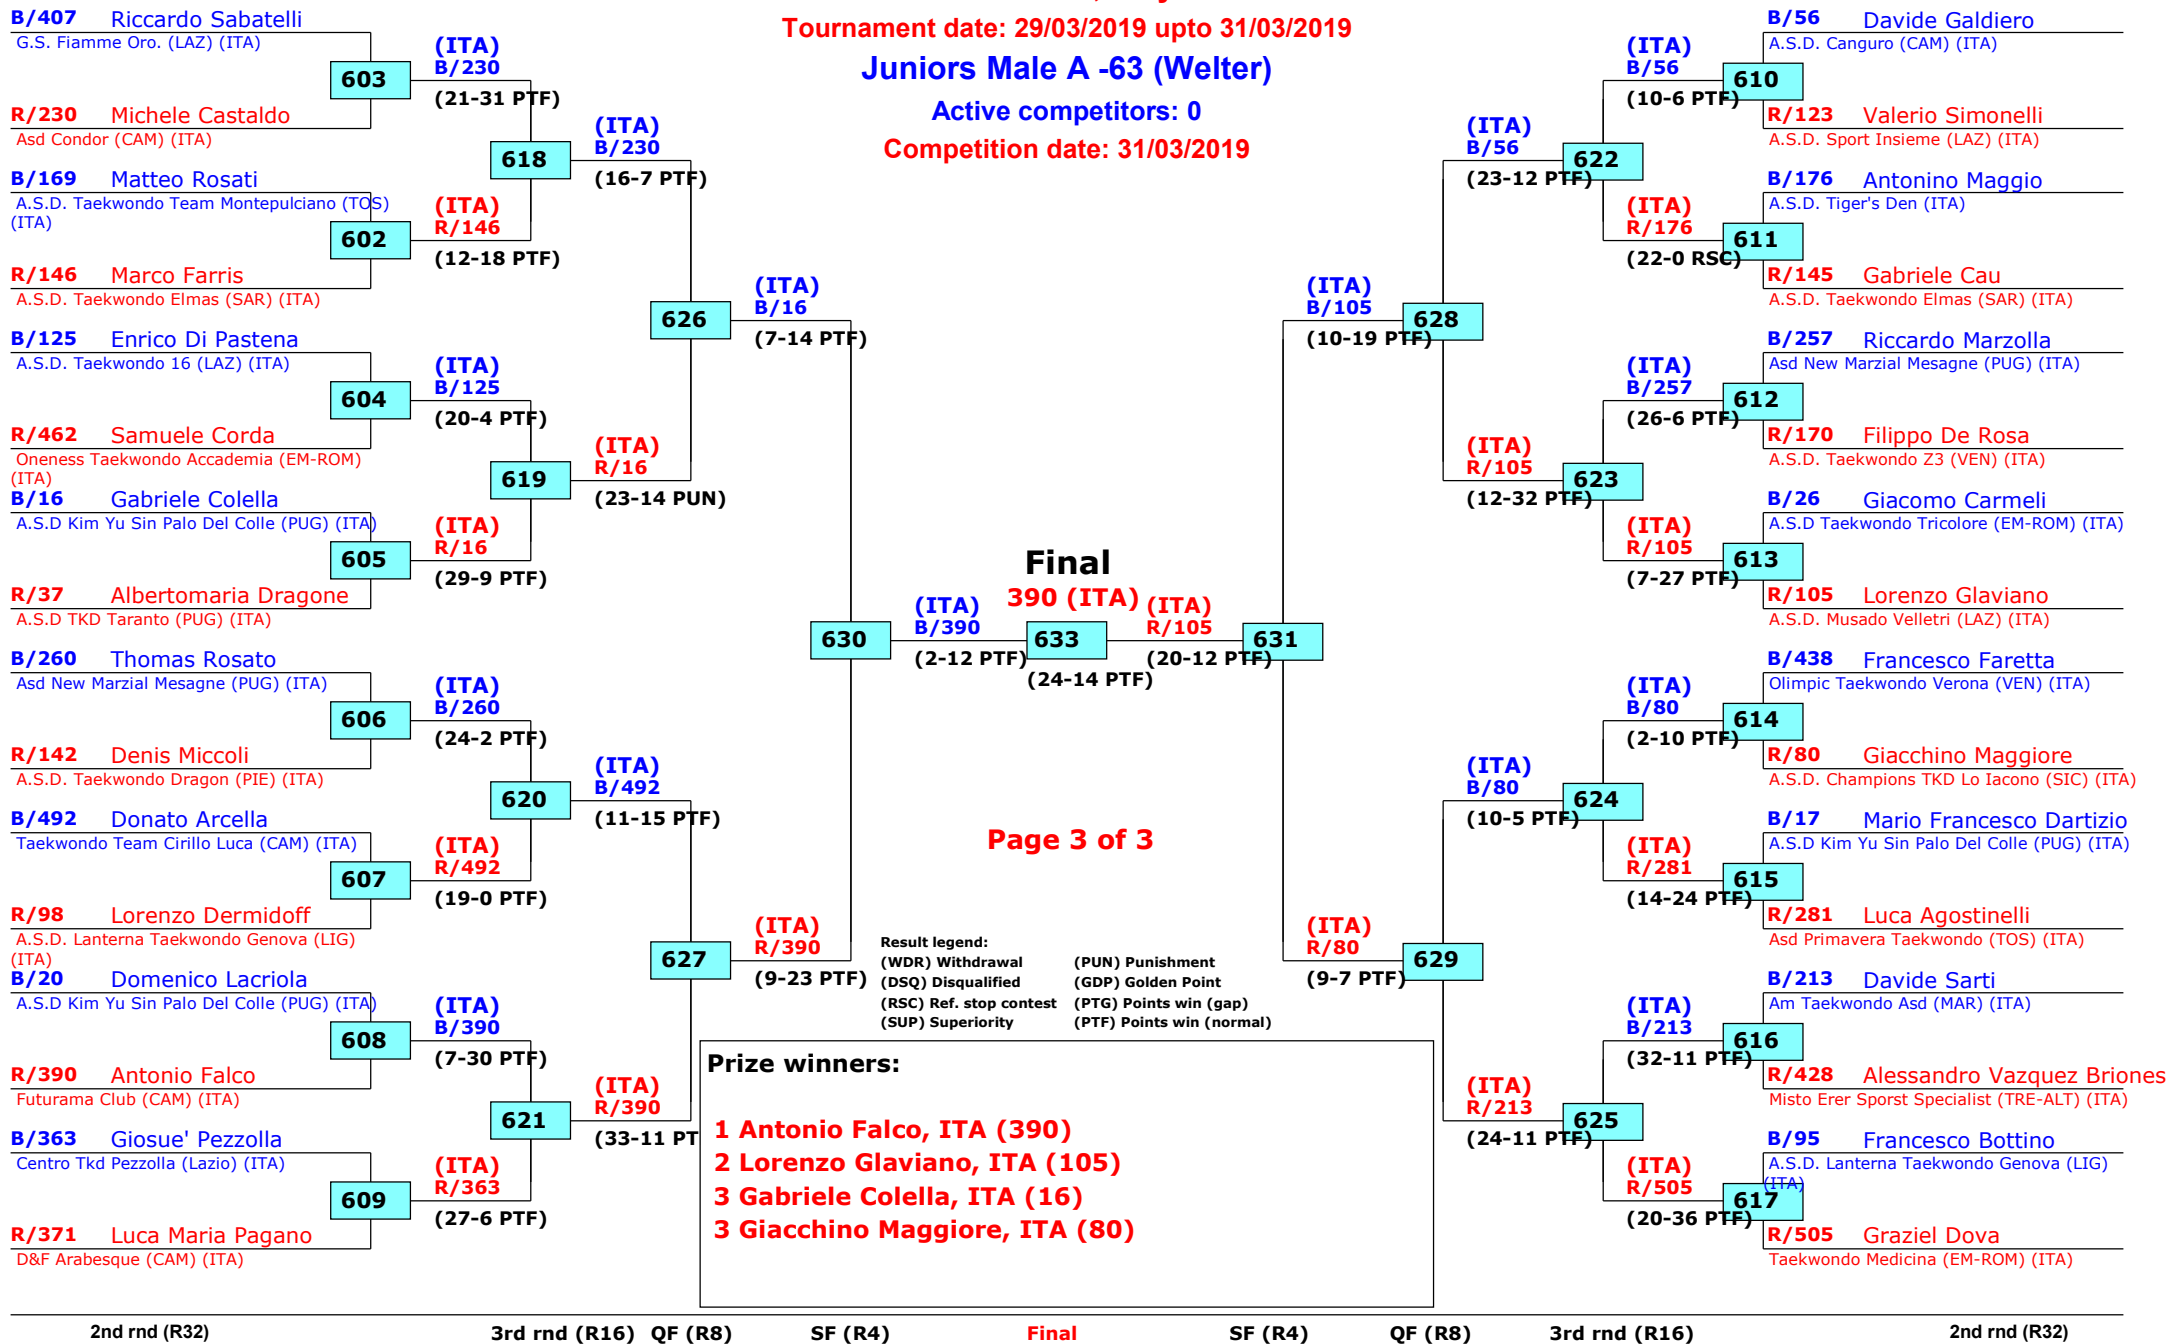 Tournament date: 29/03/2019 upto 31/03/2019
Juniors Male A -63 (Welter)
Active competitors: 0
Competition date: 31/03/2019
B/407 Riccardo Sabatelli
G.S. Fiamme Oro. (LAZ) (ITA)
603
R/230 Michele Castaldo
Asd Condor (CAM) (ITA)
B/169 Matteo Rosati
A.S.D. Taekwondo Team Montepulciano (TOS)
(ITA)
602
R/146 Marco Farris
A.S.D. Taekwondo Elmas (SAR) (ITA)
B/125 Enrico Di Pastena
A.S.D. Taekwondo 16 (LAZ) (ITA)
604
R/462 Samuele Corda
Oneness Taekwondo Accademia (EM-ROM)
(ITA)
B/16 Gabriele Colella
A.S.D Kim Yu Sin Palo Del Colle (PUG) (ITA)
605
R/37 Albertomaria Dragone
A.S.D TKD Taranto (PUG) (ITA)
B/260 Thomas Rosato
Asd New Marzial Mesagne (PUG) (ITA)
606
R/142 Denis Miccoli
A.S.D. Taekwondo Dragon (PIE) (ITA)
B/492 Donato Arcella
Taekwondo Team Cirillo Luca (CAM) (ITA)
607
R/98 Lorenzo Dermidoff
A.S.D. Lanterna Taekwondo Genova (LIG)
(ITA)
B/20 Domenico Lacriola
A.S.D Kim Yu Sin Palo Del Colle (PUG) (ITA)
608
R/390 Antonio Falco
Futurama Club (CAM) (ITA)
B/363 Giosue' Pezzolla
Centro Tkd Pezzolla (Lazio) (ITA)
609
R/371 Luca Maria Pagano
D&F Arabesque (CAM) (ITA)
(ITA)
B/230
(21-31 PTF)
618
(ITA)
R/146
(12-18 PTF)
(ITA)
B/125
(20-4 PTF)
619
(ITA)
R/16
(29-9 PTF)
(ITA)
B/260
(24-2 PTF)
620
(ITA)
R/492
(19-0 PTF)
(ITA)
B/390
(7-30 PTF)
621
(ITA)
R/363
(27-6 PTF)
(ITA)
B/230
(16-7 PTF)
626
(ITA)
R/16
(23-14 PUN)
(ITA)
B/492
(11-15 PTF)
627
(ITA)
R/390
(33-11 PT
(ITA)
B/16
(7-14 PTF)
630
(ITA)
R/390
(9-23 PTF)
(ITA)
B/390
(2-12 PTF)
Final
390 (ITA)
633
(24-14 PTF)
(ITA)
R/105
(20-12 PTF)
631
(ITA)
B/105
(10-19 PTF)
628
(ITA)
R/80
(9-7 PTF)
629
(ITA)
B/56
(23-12 PTF)
622
(ITA)
R/105
(12-32 PTF)
623
(ITA)
B/80
(10-5 PTF)
624
(ITA)
R/213
(24-11 PTF)
625
(ITA)
B/56
(10-6 PTF)
(ITA)
R/176
(22-0 RSC)
(ITA)
B/257
(26-6 PTF)
(ITA)
R/105
(7-27 PTF)
(ITA)
B/80
(2-10 PTF)
(ITA)
R/281
(14-24 PTF)
(ITA)
B/213
(32-11 PTF)
(ITA)
R/505
(20-36 PTF)
B/56 Davide Galdiero
A.S.D. Canguro (CAM) (ITA)
610
R/123 Valerio Simonelli
A.S.D. Sport Insieme (LAZ) (ITA)
B/176 Antonino Maggio
A.S.D. Tiger's Den (ITA)
611
R/145 Gabriele Cau
A.S.D. Taekwondo Elmas (SAR) (ITA)
B/257 Riccardo Marzolla
Asd New Marzial Mesagne (PUG) (ITA)
612
R/170 Filippo De Rosa
A.S.D. Taekwondo Z3 (VEN) (ITA)
B/26 Giacomo Carmeli
A.S.D Taekwondo Tricolore (EM-ROM) (ITA)
613
R/105 Lorenzo Glaviano
A.S.D. Musado Velletri (LAZ) (ITA)
B/438 Francesco Faretta
Olimpic Taekwondo Verona (VEN) (ITA)
614
R/80 Giacchino Maggiore
A.S.D. Champions TKD Lo Iacono (SIC) (ITA)
B/17 Mario Francesco Dartizio
A.S.D Kim Yu Sin Palo Del Colle (PUG) (ITA)
615
R/281 Luca Agostinelli
Asd Primavera Taekwondo (TOS) (ITA)
B/213 Davide Sarti
Am Taekwondo Asd (MAR) (ITA)
616
R/428 Alessandro Vazquez Briones
Misto Erer Sporst Specialist (TRE-ALT) (ITA)
B/95 Francesco Bottino
A.S.D. Lanterna Taekwondo Genova (LIG)
(ITA)
617
R/505 Graziel Dova
Taekwondo Medicina (EM-ROM) (ITA)
Page 3 of 3
Result legend:
(WDR) Withdrawal (PUN) Punishment
(DSQ) Disqualified (GDP) Golden Point
(RSC) Ref. stop contest (PTG) Points win (gap)
(SUP) Superiority (PTF) Points win (normal)
Prize winners:
1 Antonio Falco, ITA (390)
2 Lorenzo Glaviano, ITA (105)
3 Gabriele Colella, ITA (16)
3 Giacchino Maggiore, ITA (80)
2nd rnd (R32) 3rd rnd (R16) QF (R8) SF (R4) Final SF (R4) QF (R8) 3rd rnd (R16) 2nd rnd (R32)